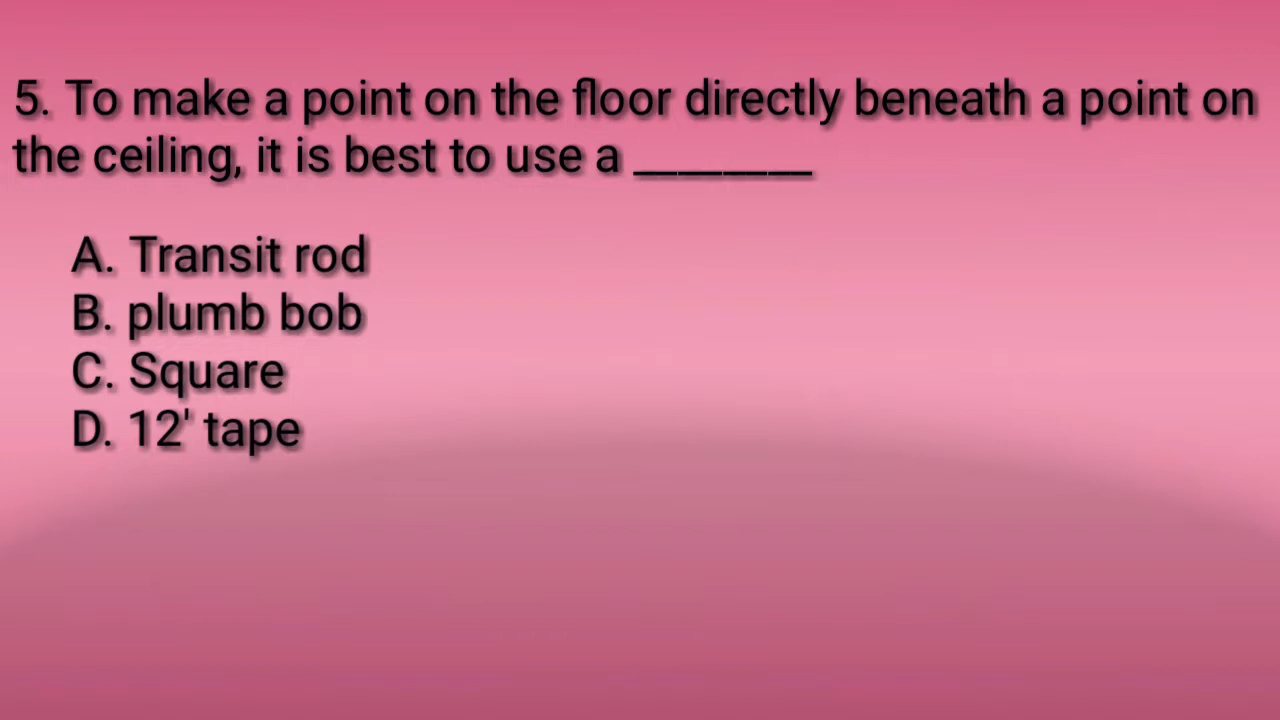 5. To make a point on the floor directly beneath a point on
the ceiling, it is best to use a ________
A. Transit rod
B. plumb bob
C. Square
D. 12' tape